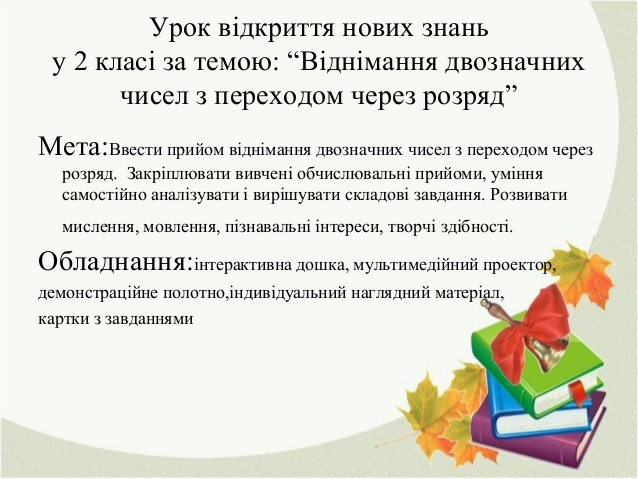 Урок відкриття нових знань
у 2 класі за темою: “Віднімання двозначних
чисел з переходом через розряд”
Мета:Ввести прийом віднімання двозначних чисел з переходом через
розряд. Закріплювати вивчені обчислювальні прийоми, уміння
самостійно аналізувати і вирішувати складові завдання. Розвивати
мислення, мовлення, пізнавальні інтереси, творчі здібності.
Обладнання:інтерактивна дошка, мультимедійний проектор,
демонстраційне полотно,індивідуальний наглядний матеріал,
картки з завданнями